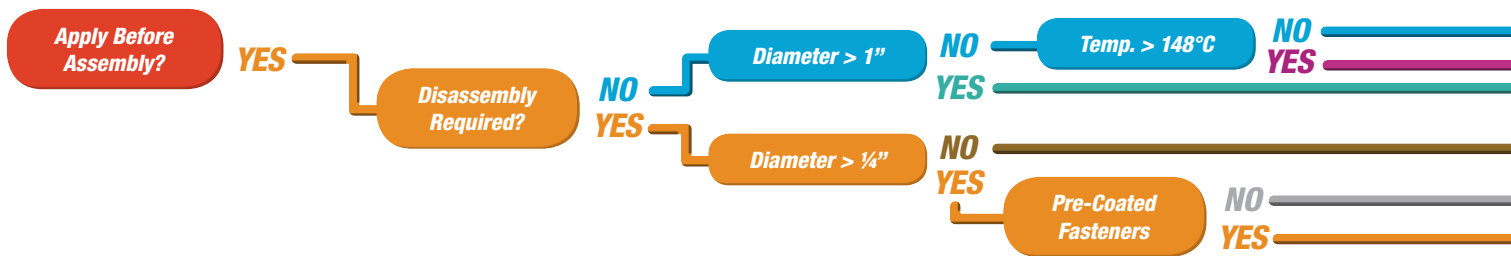 Apply Before
Assembly?
YES
Disassembly
Required?
NO
YES
Diameter > 1”
NO
YES
Temp. > 148°C
NO
YES
Diameter > ¼”
NO
YES
Pre-Coated
Fasteners
NO
YES